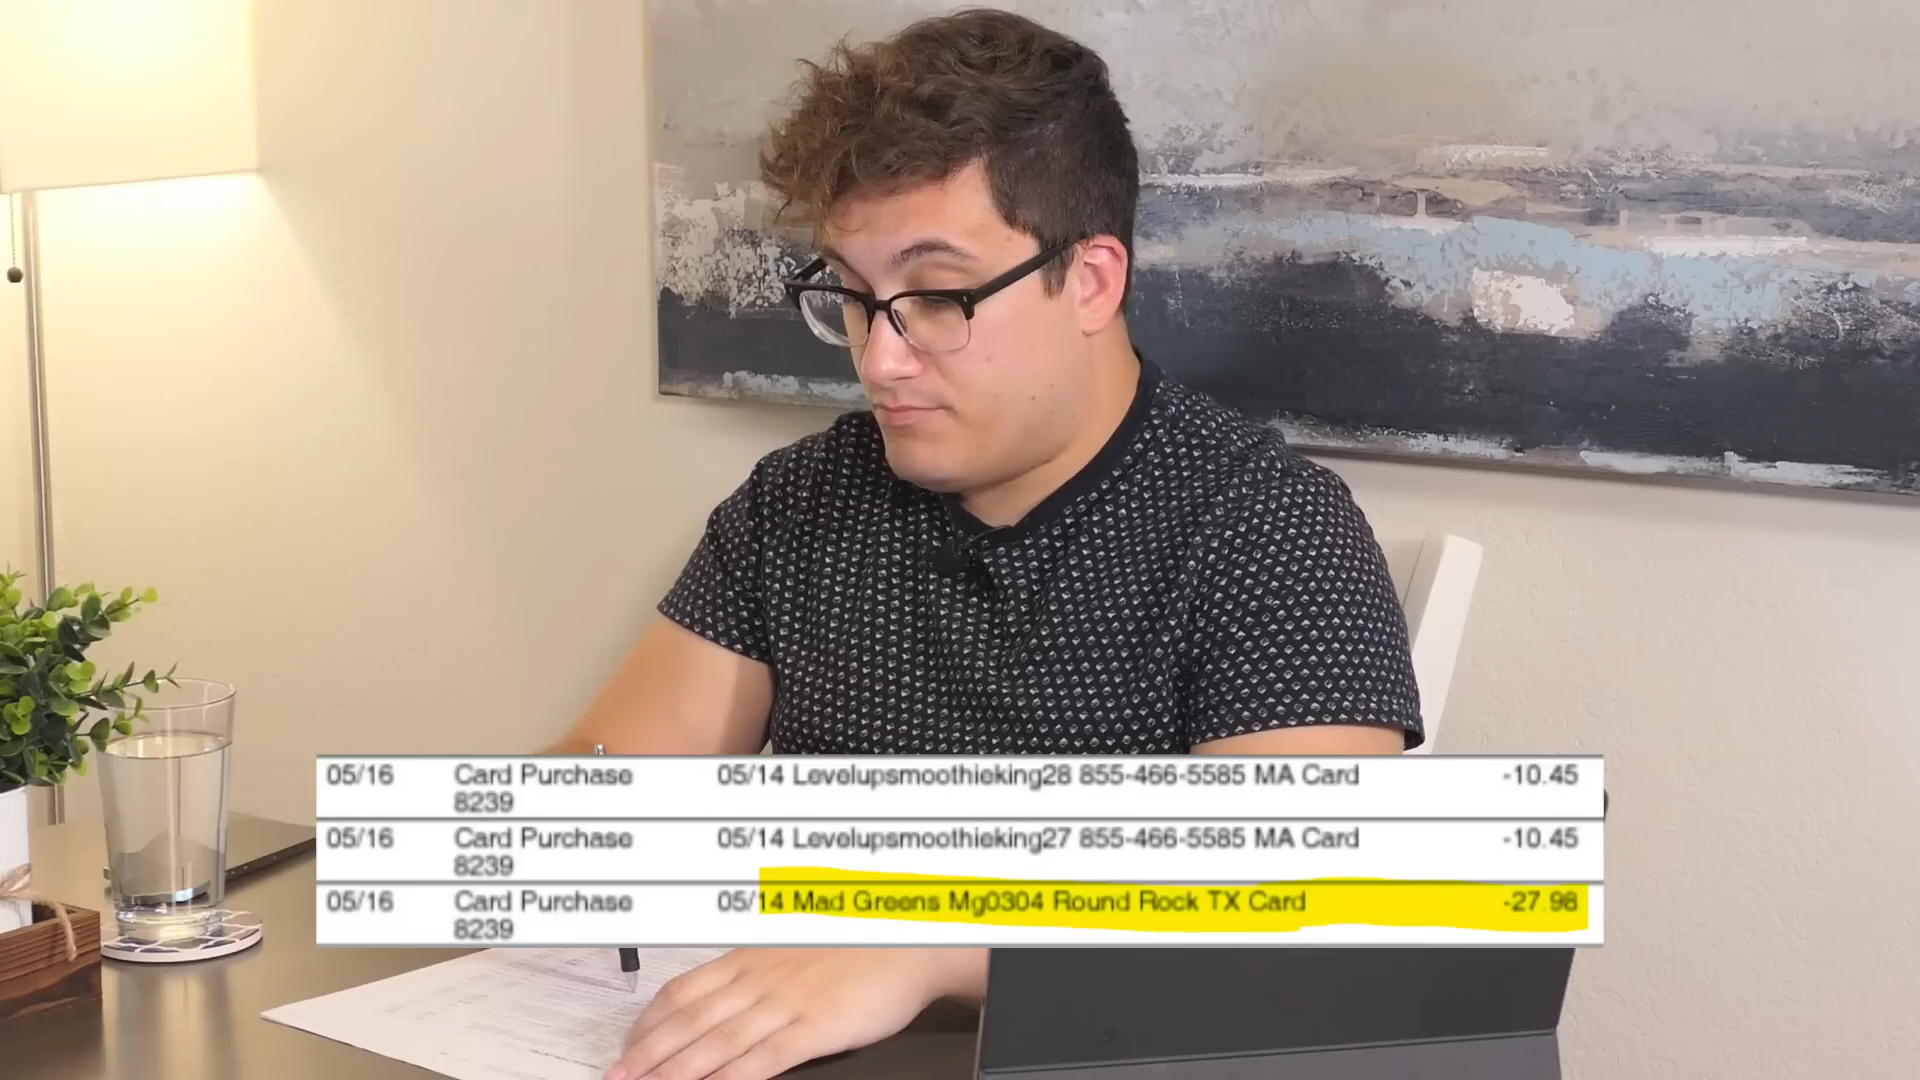 05/16 Card Purchase 05/14 Levelupsmoothieking28 855-466-5585 MA Card -10.45
8239
05/16 Card Purchase 05/14 Levelupsmoothieking27 855-466-5585 MA Card -10.45
8239
05/16 Card Purchase 05/14 Mad Greens Mg0304 Round Rock TX Card -27.98
8239